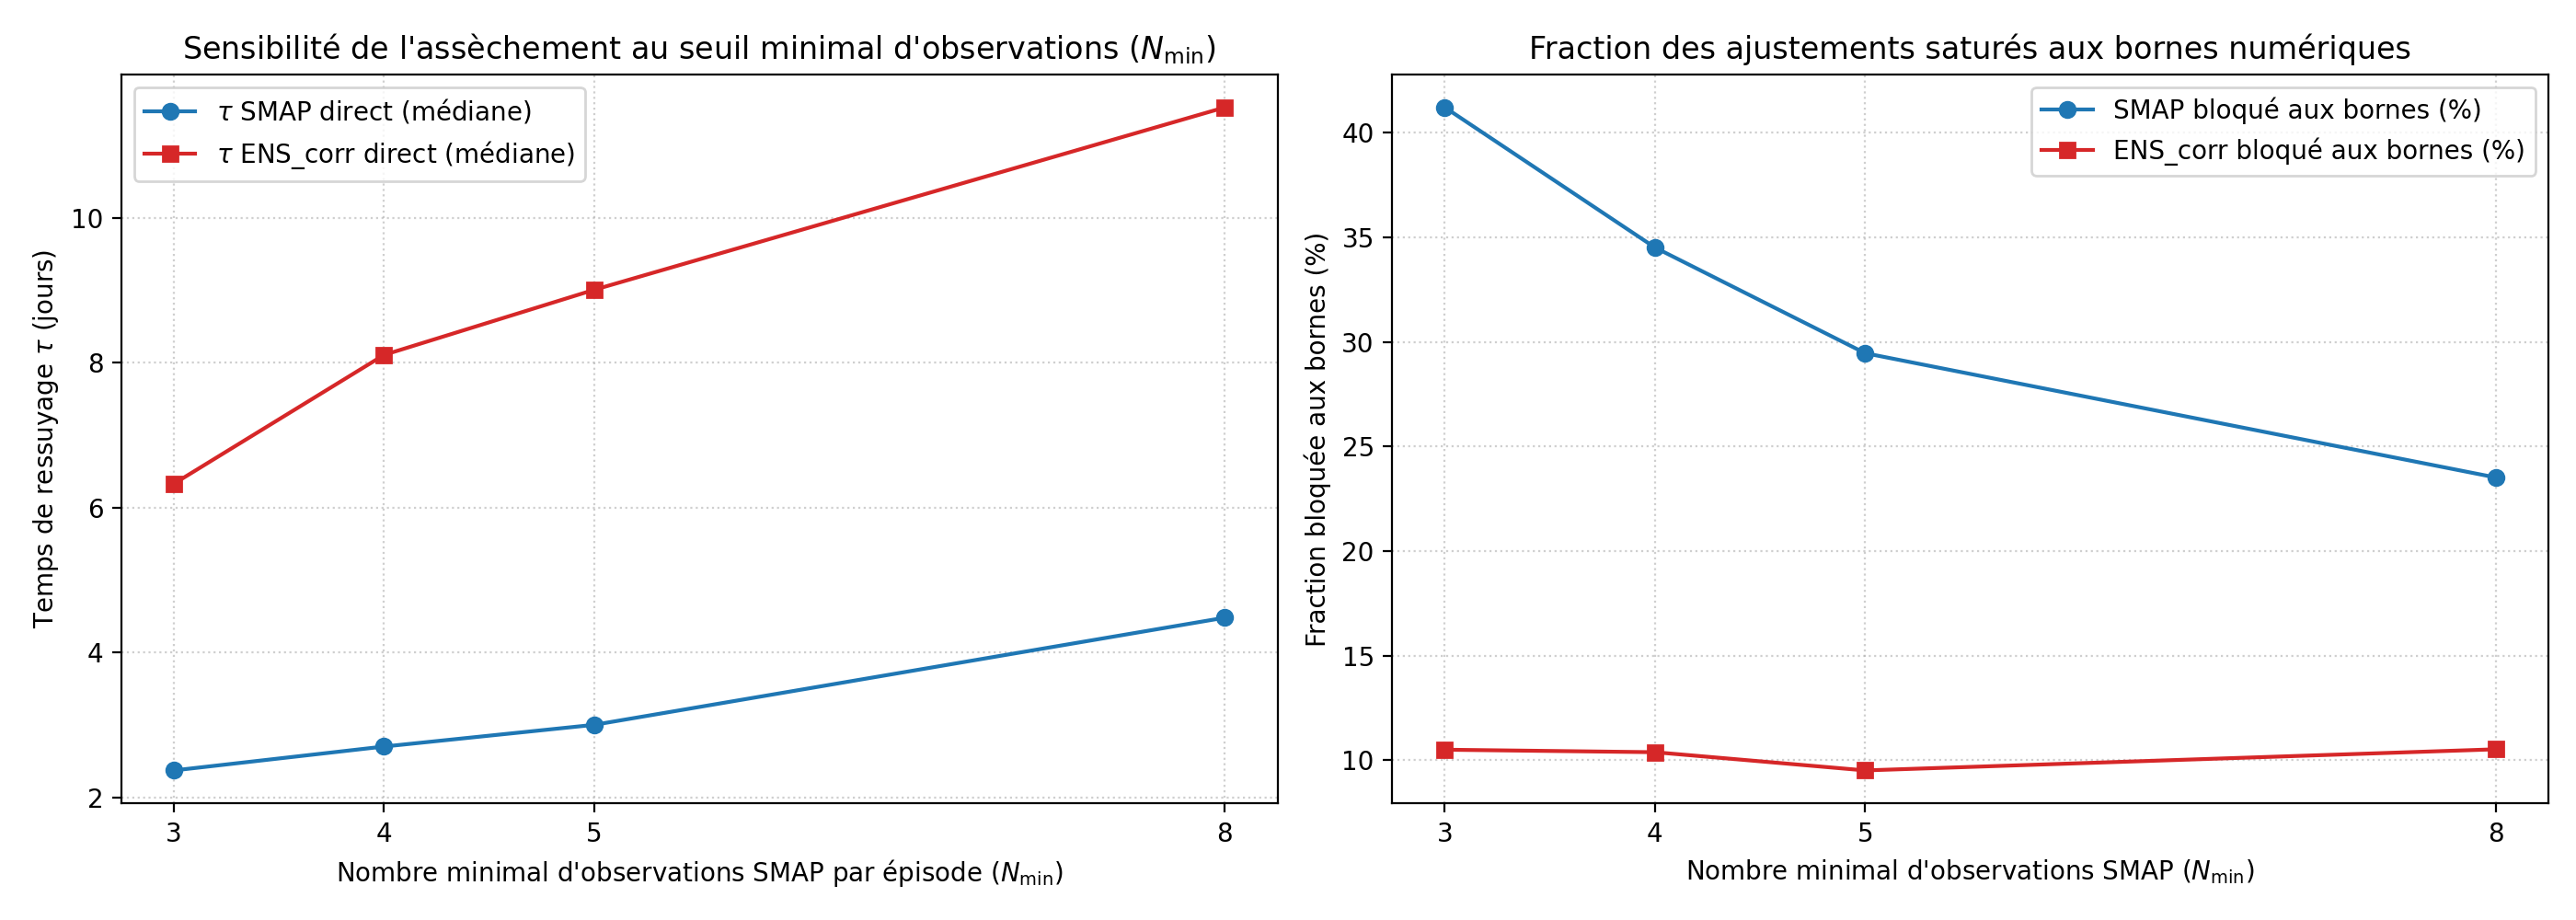 Sensibilité de l'assèchement au seuil minimal d'observations (Nmin)
τ SMAP direct (médiane)
τ ENS_corr direct (médiane)
Temps de ressuyage τ (jours)
10
8
6
4
2
3 4 5 8
Nombre minimal d'observations SMAP par épisode (Nmin)
Fraction des ajustements saturés aux bornes numériques
SMAP bloqué aux bornes (%)
ENS_corr bloqué aux bornes (%)
Fraction bloquée aux bornes (%)
40
35
30
25
20
15
10
3 4 5 8
Nombre minimal d'observations SMAP (Nmin)